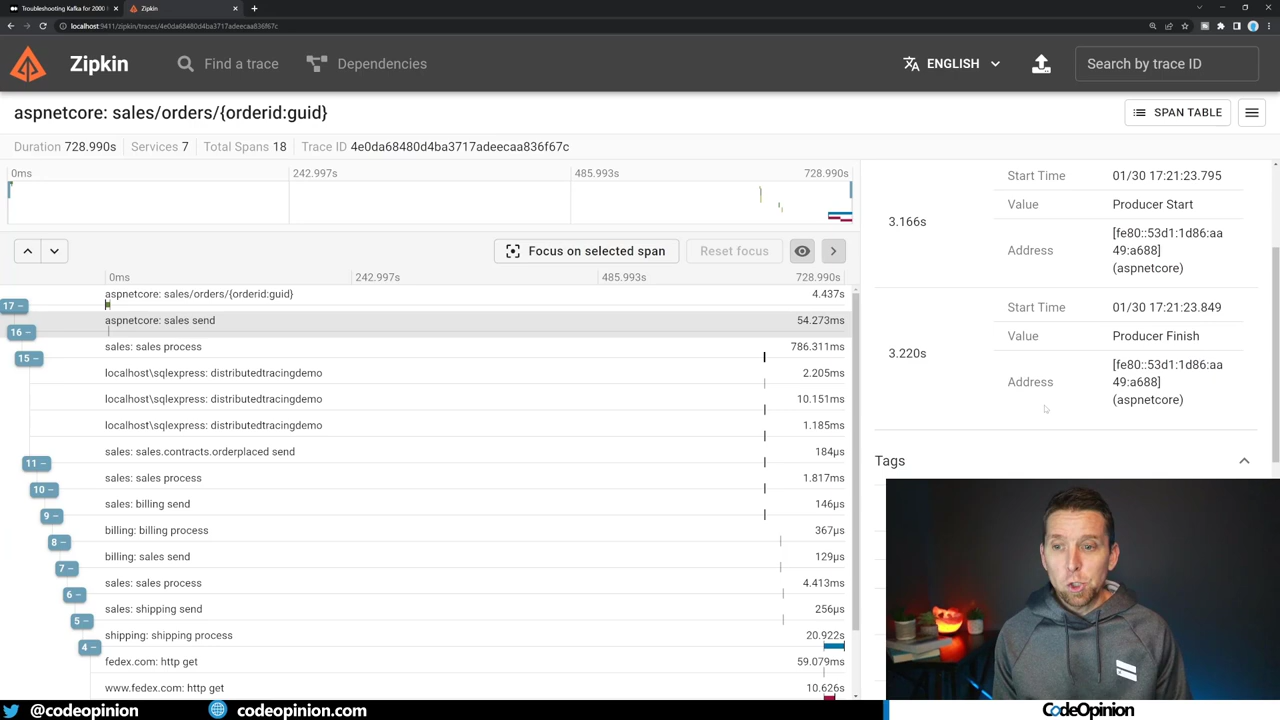 Troubleshooting Kafka for 2000
Zipkin
localhost:9411/zipkin/traces/4e0da68480d4ba3717adeecaa836f67c
Zipkin
Find a trace
Dependencies
ENGLISH
Search by trace ID
aspnetcore: sales/orders/{orderid:guid}
SPAN TABLE
Duration 728.990s Services 7 Total Spans 18 Trace ID 4e0da68480d4ba3717adeecaa836f67c
0ms 242.997s 485.993s 728.990s
Focus on selected span
Reset focus
0ms 242.997s 485.993s 728.990s
17 − aspnetcore: sales/orders/{orderid:guid} 4.437s
16 − aspnetcore: sales send 54.273ms
15 − sales: sales process 786.311ms
localhost\sqlexpress: distributedtracingdemo 2.205ms
localhost\sqlexpress: distributedtracingdemo 10.151ms
localhost\sqlexpress: distributedtracingdemo 1.185ms
11 − sales: sales.contracts.orderplaced send 184µs
10 − sales: sales process 1.817ms
9 − sales: billing send 146µs
8 − billing: billing process 367µs
7 − billing: sales send 129µs
6 − sales: sales process 4.413ms
5 − sales: shipping send 256µs
4 − shipping: shipping process 20.922s
fedex.com: http get 59.079ms
www.fedex.com: http get 10.626s
3.166s
Start Time 01/30 17:21:23.795
Value Producer Start
Address [fe80::53d1:1d86:aa
49:a688]
(aspnetcore)
3.220s
Start Time 01/30 17:21:23.849
Value Producer Finish
Address [fe80::53d1:1d86:aa
49:a688]
(aspnetcore)
Tags
@codeopinion
codeopinion.com
CodeOpinion